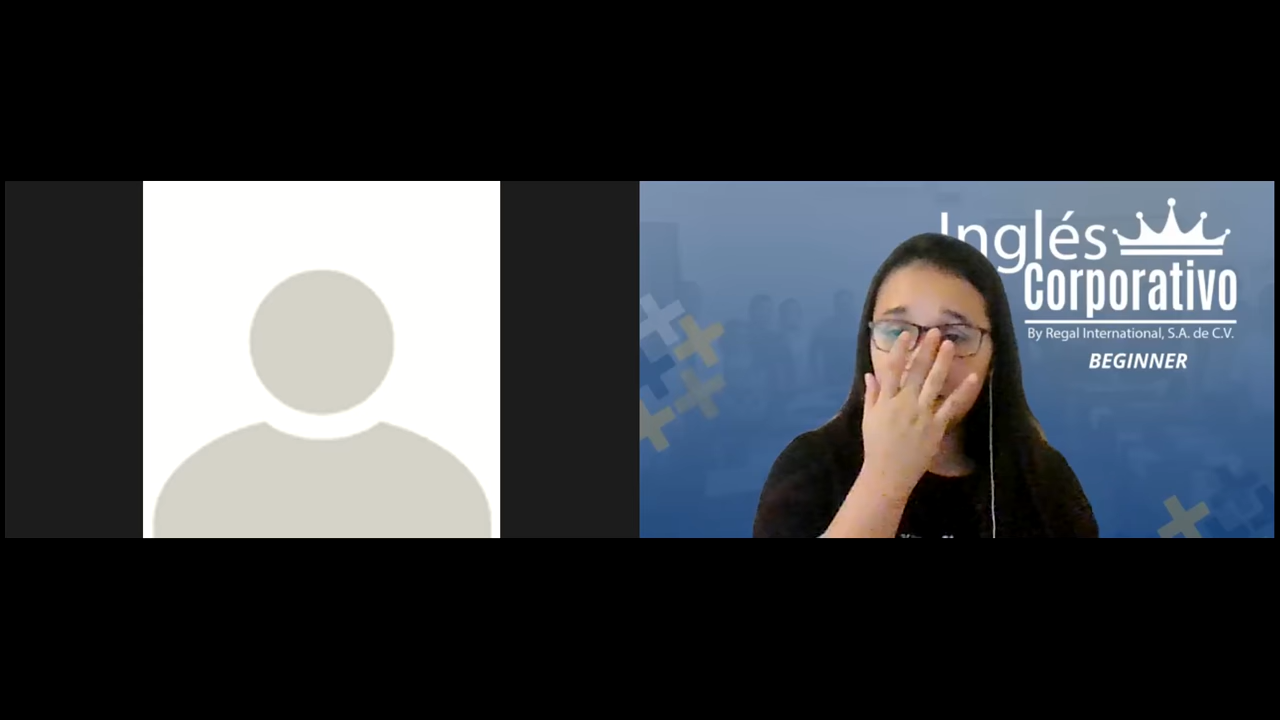 Inglés
Corporativo
By Regal International, S.A. de C.V.
BEGINNER